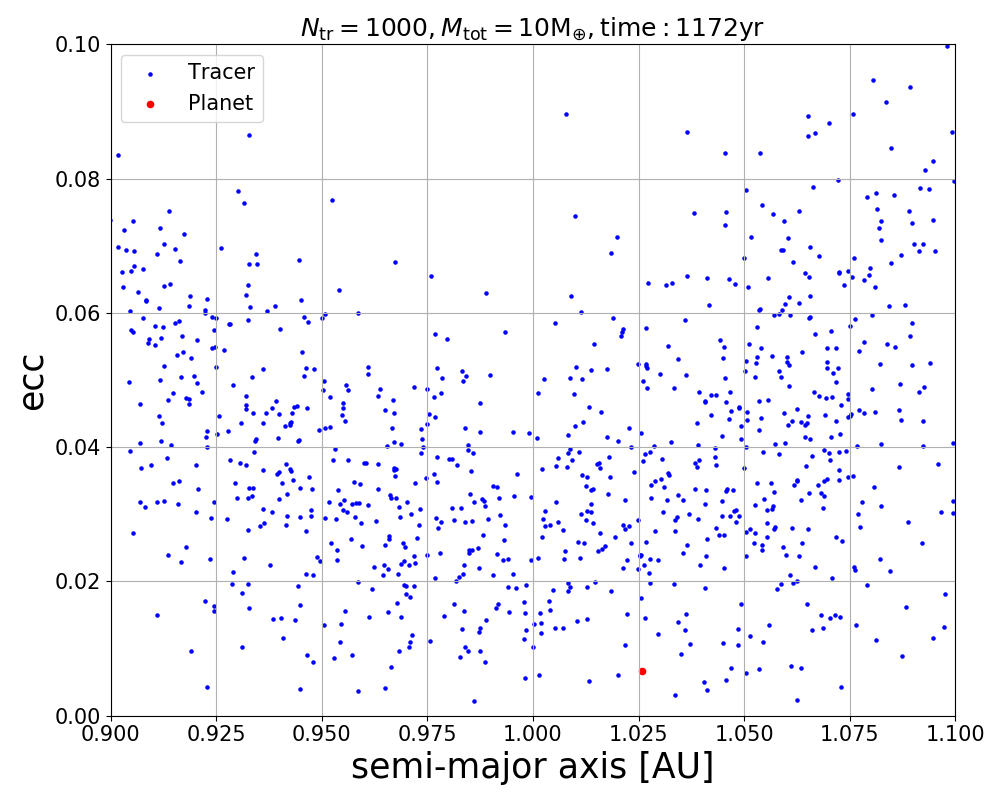 N_tr = 1000, M_tot = 10M_⊕, time : 1172yr
Tracer
Planet
0.10
0.08
0.06
0.04
0.02
0.00
ecc
0.900 0.925 0.950 0.975 1.000 1.025 1.050 1.075 1.100
semi-major axis [AU]